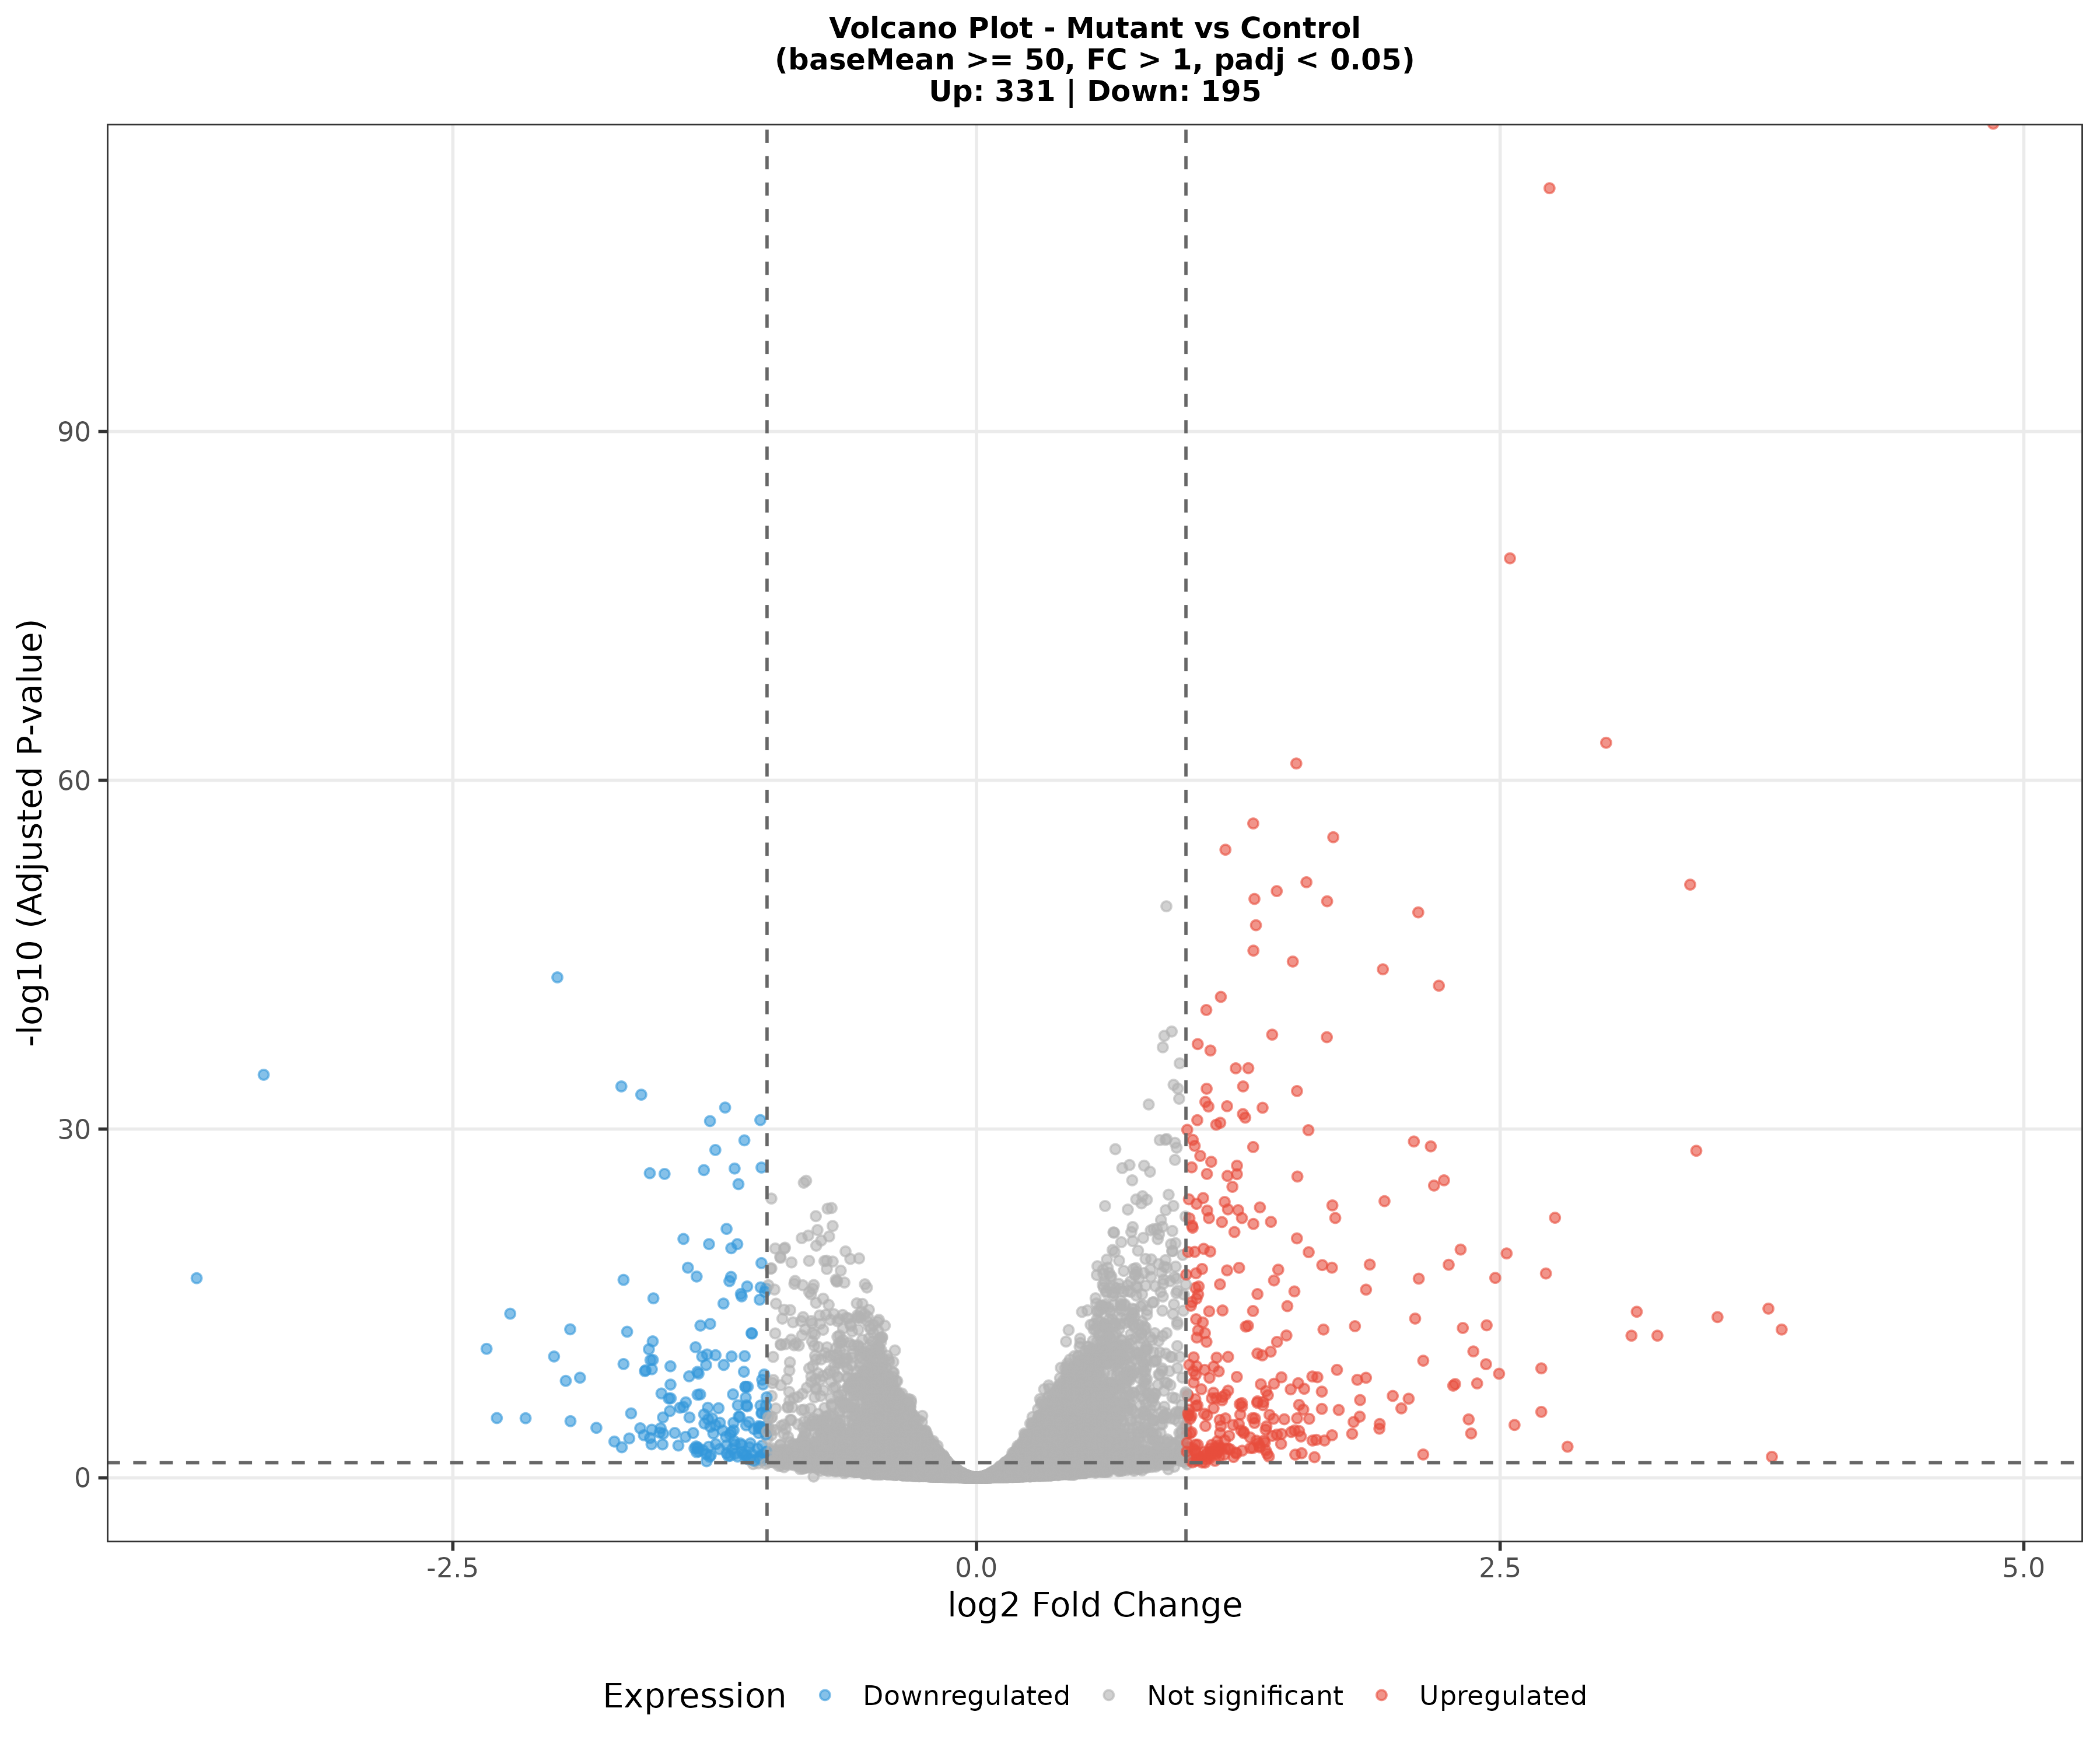 Volcano Plot - Mutant vs Control
(baseMean >= 50, FC > 1, padj < 0.05)
Up: 331 | Down: 195
-log10 (Adjusted P-value)
90
60
30
0
-2.5
0.0
2.5
5.0
log2 Fold Change
Expression
Downregulated
Not significant
Upregulated